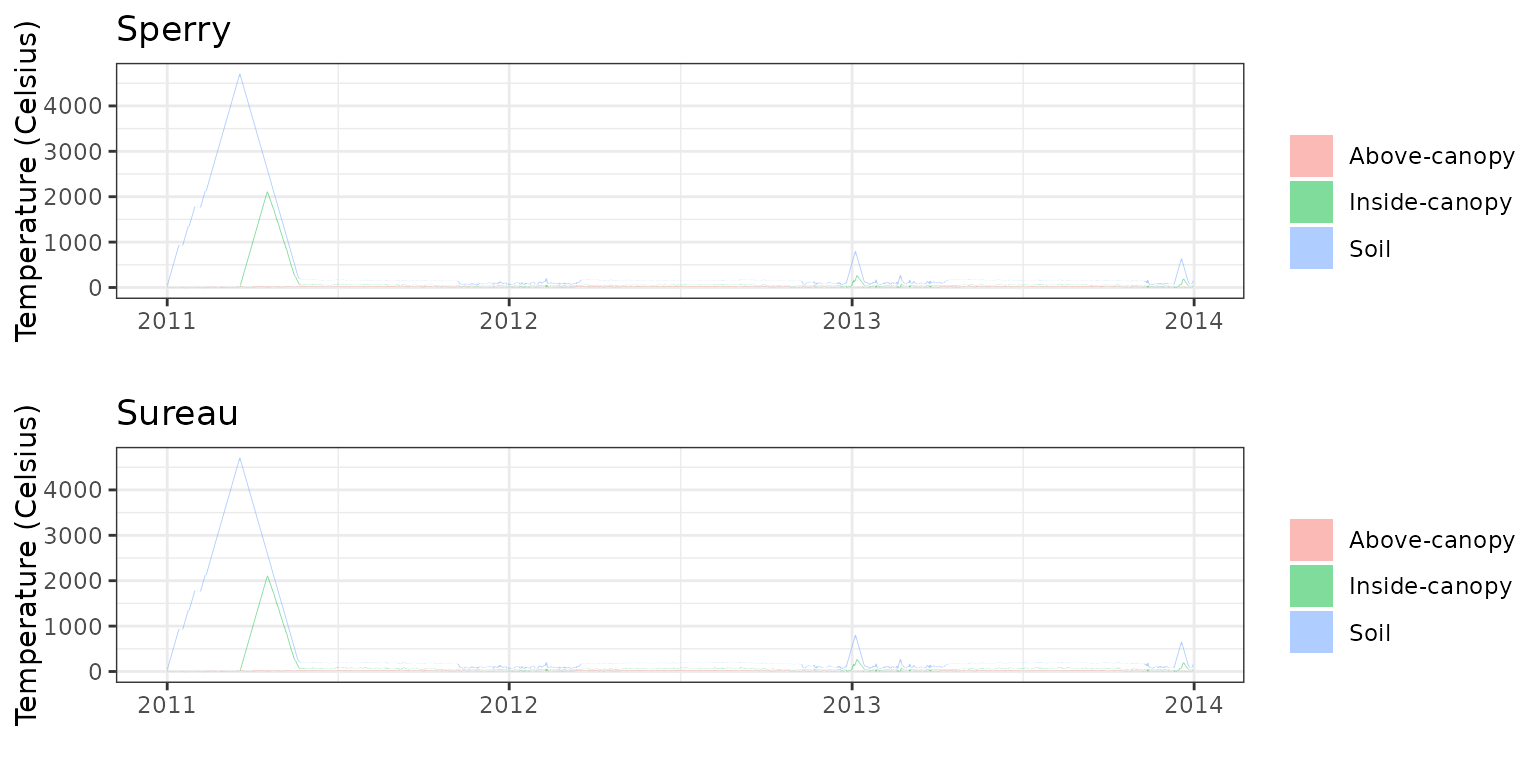 Sperry
Temperature (Celsius)
4000
3000
2000
1000
0
2011 2012 2013 2014
Above-canopy
Inside-canopy
Soil
Sureau
Temperature (Celsius)
4000
3000
2000
1000
0
2011 2012 2013 2014
Above-canopy
Inside-canopy
Soil